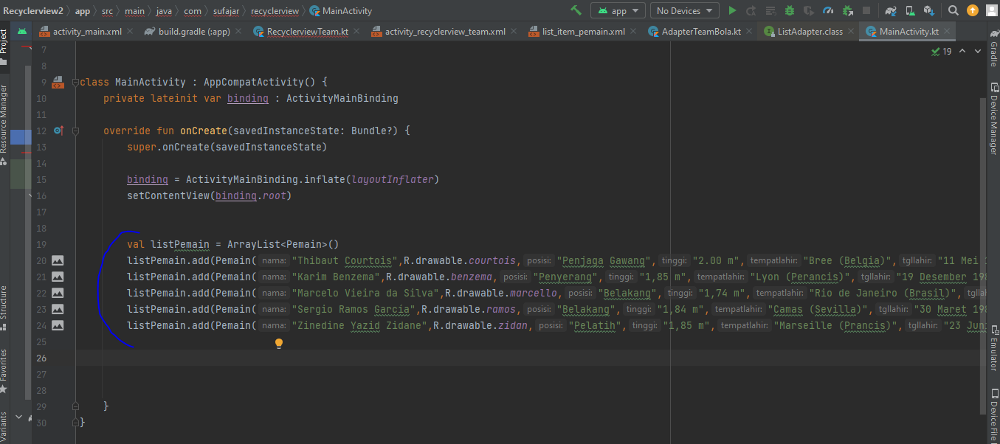 Recyclerview2 app src main java com sufajar recyclerview MainActivity app No Devices
activity_main.xml build.gradle (:app) RecyclerviewTeam.kt activity_recyclerview_team.xml list_item_pemain.xml AdapterTeamBola.kt ListAdapter.class MainActivity.kt
Project
Resource Manager
Structure
Favorites
Variants
19
7
8
9 class MainActivity : AppCompatActivity() {
10 private lateinit var binding : ActivityMainBinding
11
12 override fun onCreate(savedInstanceState: Bundle?) {
13 super.onCreate(savedInstanceState)
14
15 binding = ActivityMainBinding.inflate(layoutInflater)
16 setContentView(binding.root)
17
18
19 val listPemain = ArrayList<Pemain>()
20 listPemain.add(Pemain( nama: "Thibaut Courtois",R.drawable.courtois, posisi: "Penjaga Gawang", tinggi: "2.00 m", tempatlahir: "Bree (Belgia)", tgllahir: "11 Mei
21 listPemain.add(Pemain( nama: "Karim Benzema",R.drawable.benzema, posisi: "Penyerang", tinggi: "1,85 m", tempatlahir: "Lyon (Perancis)", tgllahir: "19 Desember 198
22 listPemain.add(Pemain( nama: "Marcelo Vieira da Silva",R.drawable.marcello, posisi: "Belakang", tinggi: "1,74 m", tempatlahir: "Rio de Janeiro (Brasil)", tgllah
23 listPemain.add(Pemain( nama: "Sergio Ramos Garcia",R.drawable.ramos, posisi: "Belakang", tinggi: "1,84 m", tempatlahir: "Camas (Sevilla)", tgllahir: "30 Maret 198
24 listPemain.add(Pemain( nama: "Zinedine Yazid Zidane",R.drawable.zidan, posisi: "Pelatih", tinggi: "1,85 m", tempatlahir: "Marseille (Prancis)", tgllahir: "23 Juni
25
26
27
28
29 }
30 }
Gradle
Device Manager
Emulator
Device File